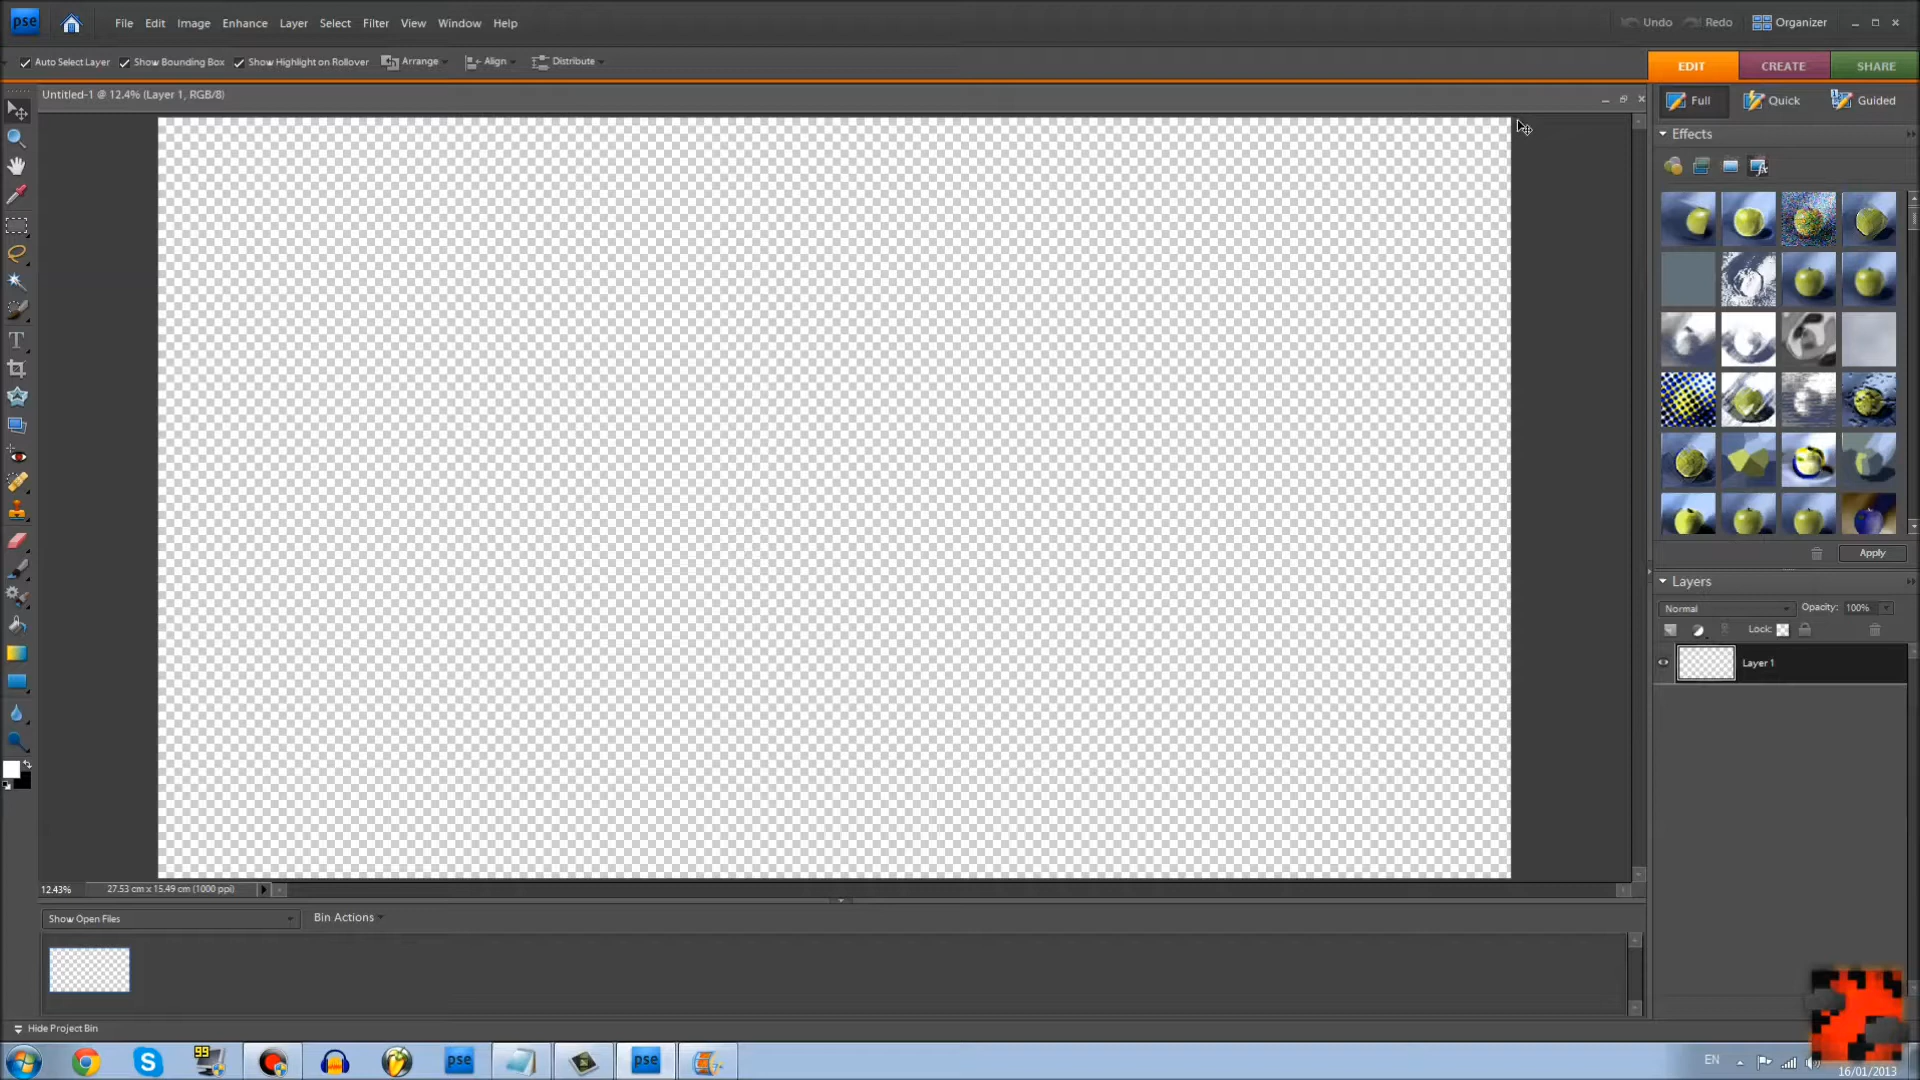 pse File Edit Image Enhance Layer Select Filter View Window Help Undo Redo Organizer
Auto Select Layer Show Bounding Box Show Highlight on Rollover Arrange Align Distribute EDIT CREATE SHARE
Untitled-1 @ 12.4% (Layer 1, RGB/8)
Full Quick Guided
Effects
Apply
Layers
Normal Opacity: 100%
Lock:
Layer 1
12.43% 27.53 cm x 15.49 cm (1000 ppi)
Show Open Files Bin Actions
Hide Project Bin
99 pse pse EN
16/01/2013